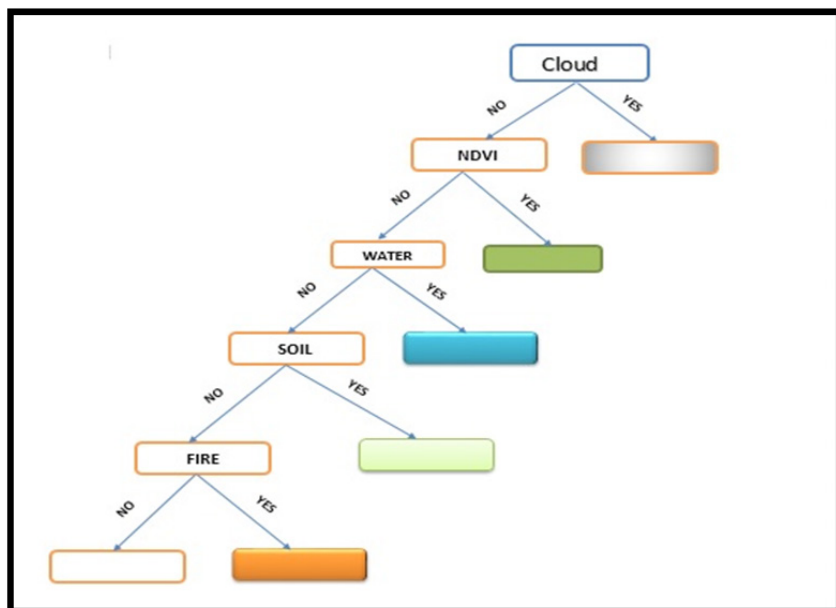 Cloud
NO
YES
NDVI
NO
YES
WATER
NO
YES
SOIL
NO
YES
FIRE
NO
YES